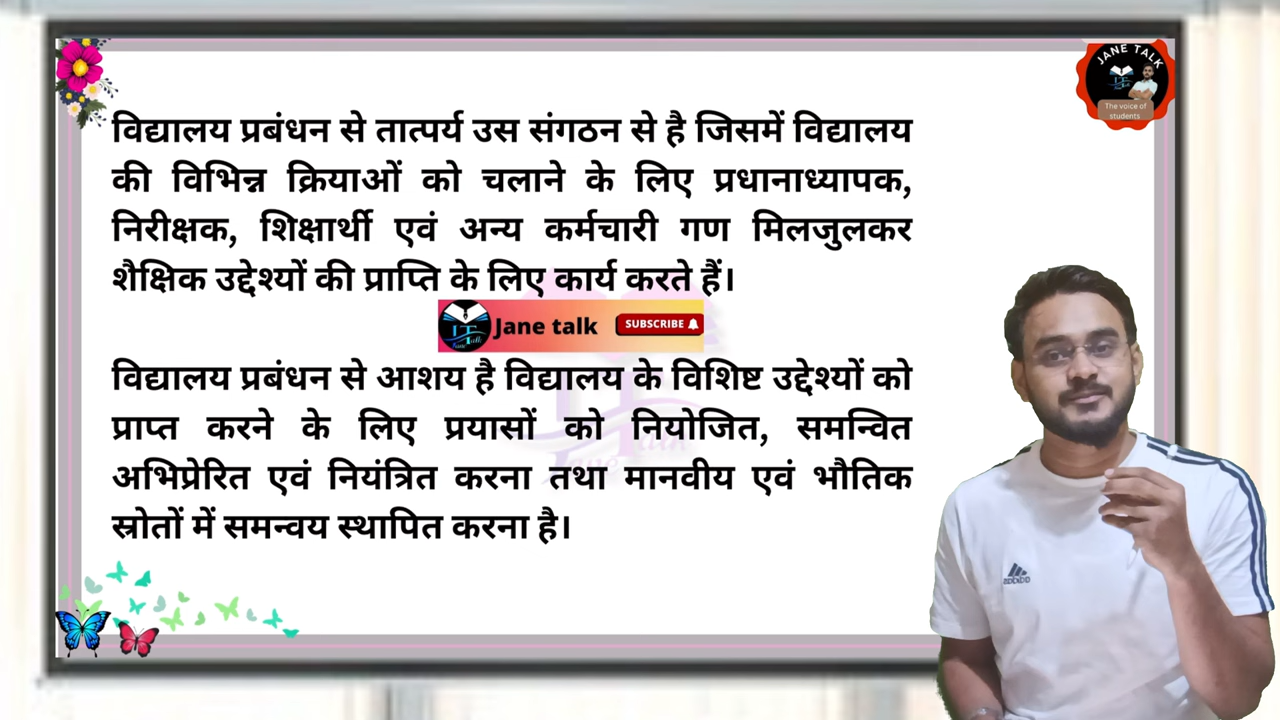 JANE TALK
The voice of
students
विद्यालय प्रबंधन से तात्पर्य उस संगठन से है जिसमें विद्यालय
की विभिन्न क्रियाओं को चलाने के लिए प्रधानाध्यापक,
निरीक्षक, शिक्षार्थी एवं अन्य कर्मचारी गण मिलजुलकर
शैक्षिक उद्देश्यों की प्राप्ति के लिए कार्य करते हैं।
Jane talk SUBSCRIBE
विद्यालय प्रबंधन से आशय है विद्यालय के विशिष्ट उद्देश्यों को
प्राप्त करने के लिए प्रयासों को नियोजित, समन्वित
अभिप्रेरित एवं नियंत्रित करना तथा मानवीय एवं भौतिक
स्रोतों में समन्वय स्थापित करना है।